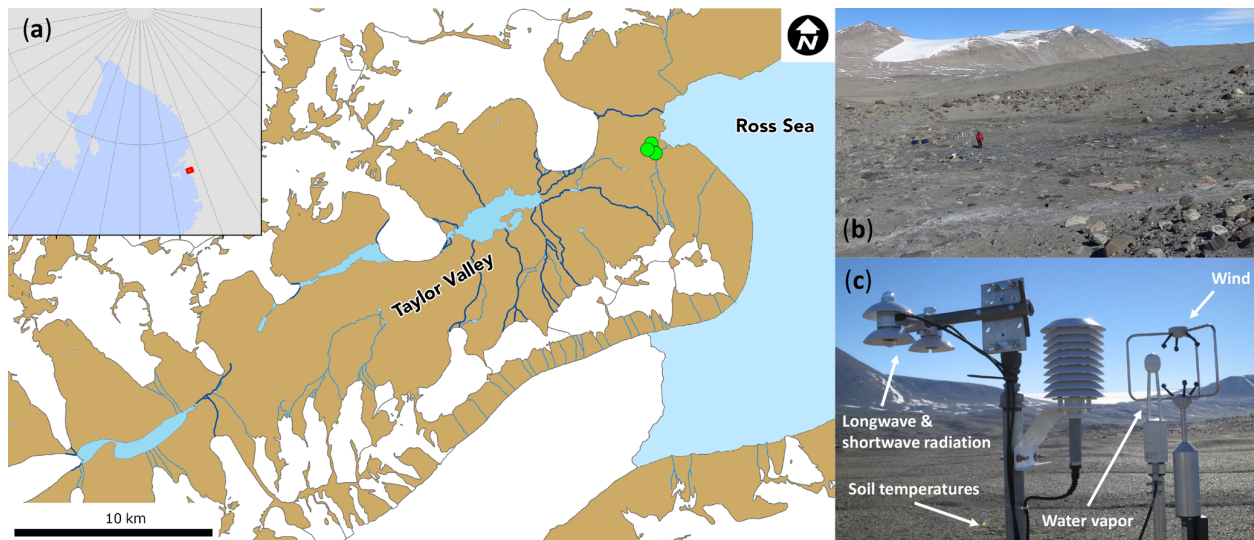 (a)
N
Ross Sea
Taylor Valley
10 km
(b)
(c)
Wind
Longwave &
shortwave radiation
Soil temperatures
Water vapor